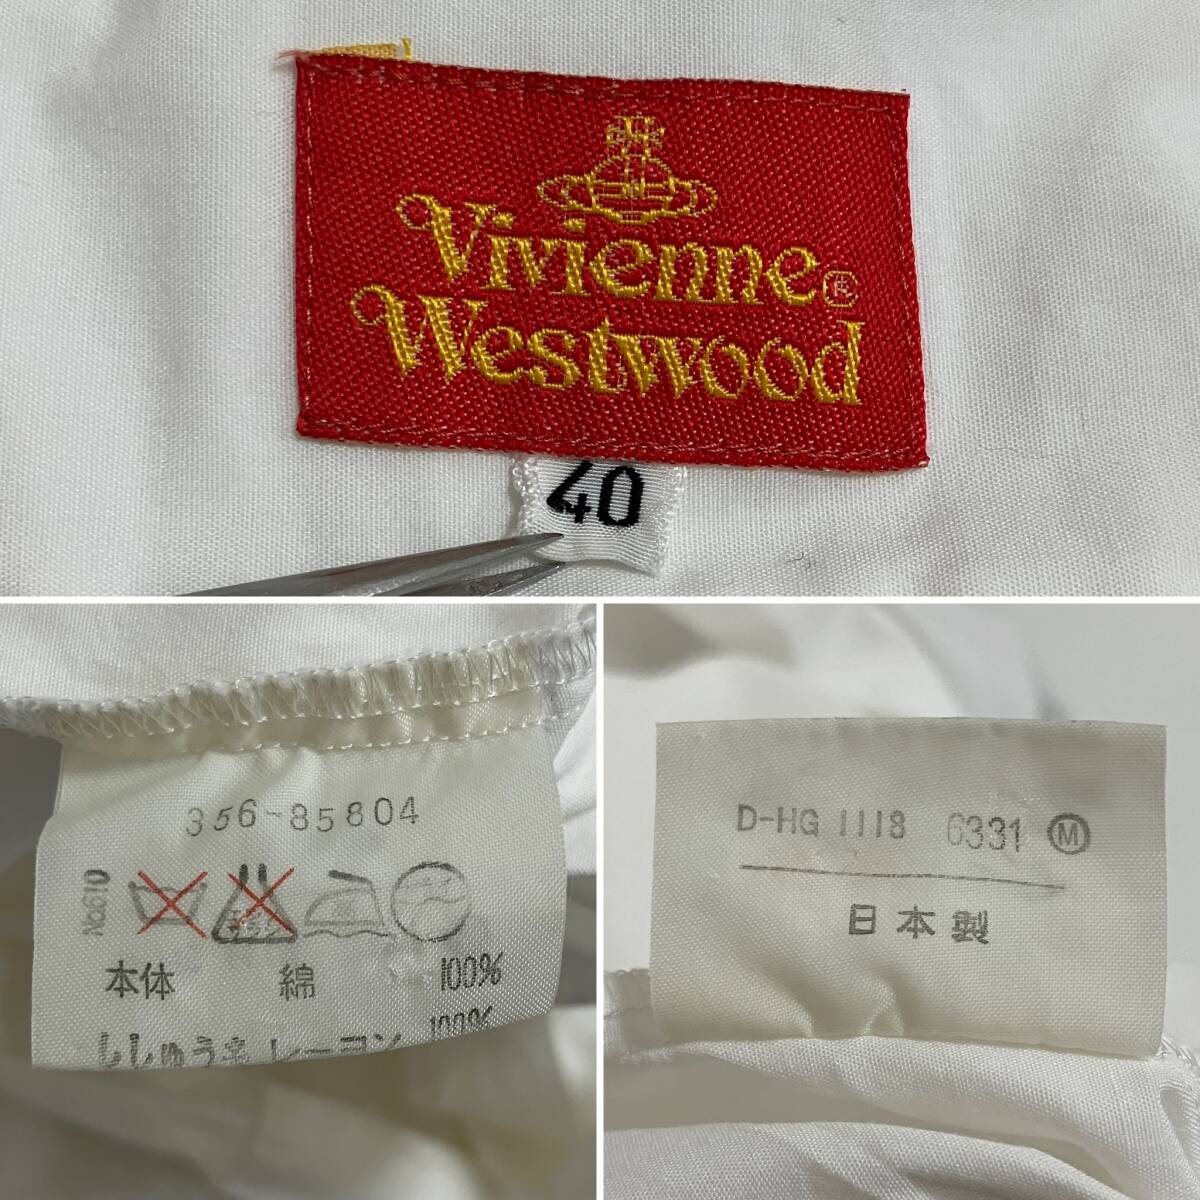 Vivienne®
Westwood
40
356-85804
No610
本体 綿 100%
ししゅう糸 レーヨン 100%
D-HG 1118 6331 Ⓜ
日本製